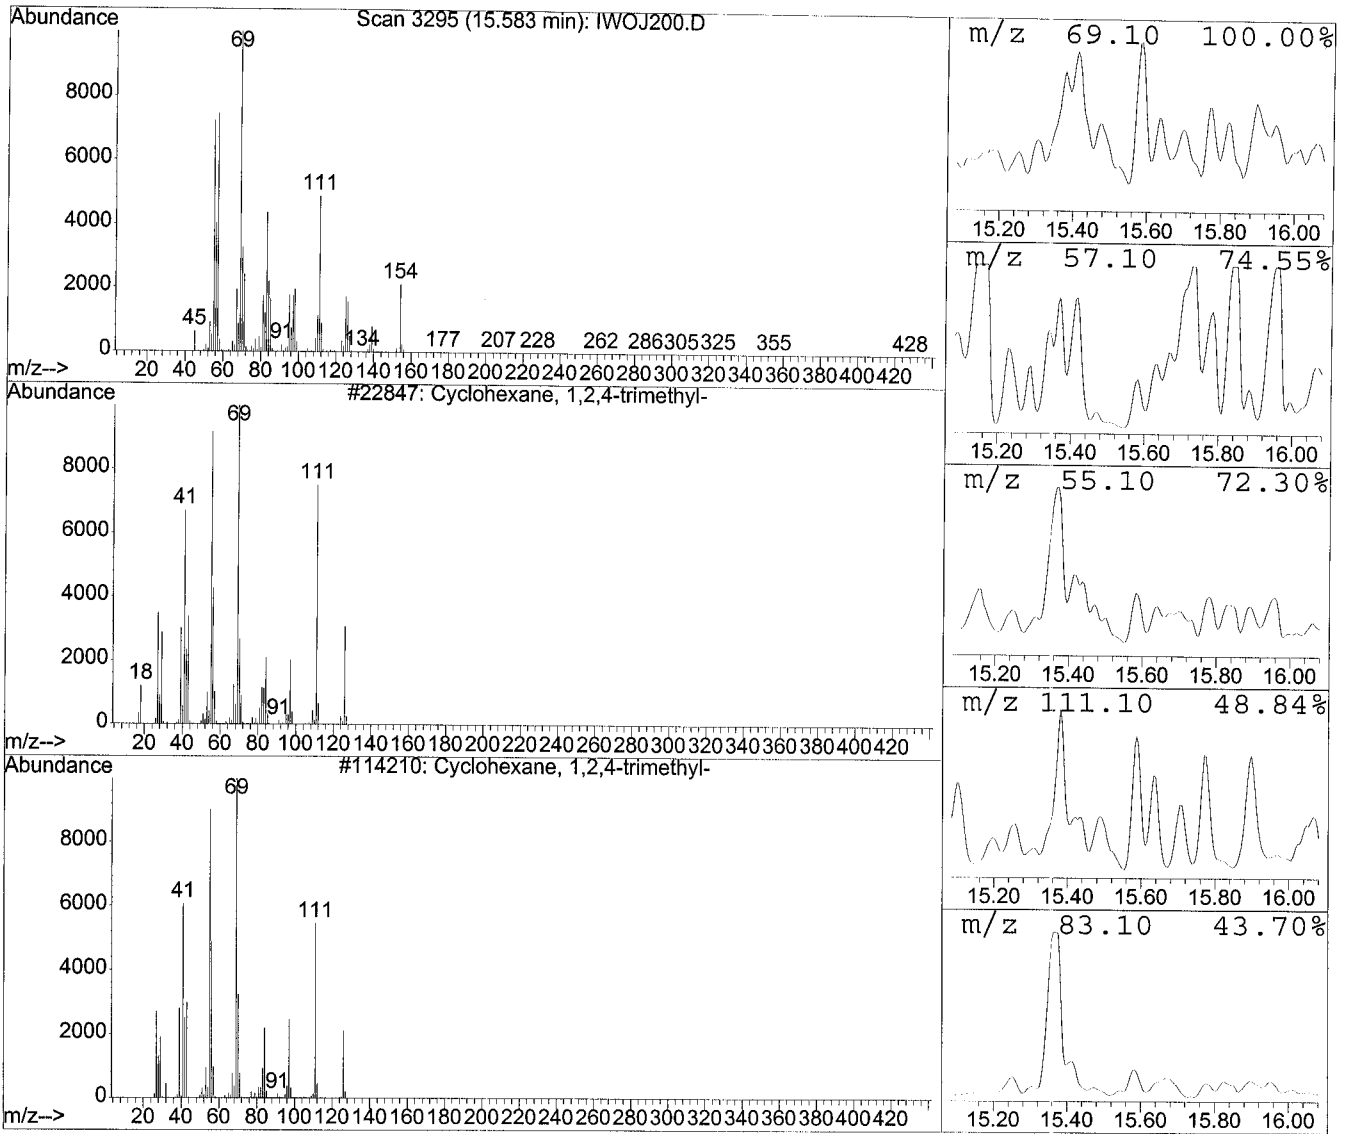 Abundance
Scan 3295 (15.583 min): IWOJ200.D
69
8000
6000
111
4000
154
2000
45
91
134
177 207 228 262 286305325 355 428
0
m/z--> 20 40 60 80 100 120 140 160 180 200 220 240 260 280 300 320 340 360 380 400 420
Abundance
#22847: Cyclohexane, 1,2,4-trimethyl-
69
8000
111
41
6000
4000
2000
18
91
0
m/z--> 20 40 60 80 100 120 140 160 180 200 220 240 260 280 300 320 340 360 380 400 420
Abundance
#114210: Cyclohexane, 1,2,4-trimethyl-
69
8000
41
111
6000
4000
2000
91
0
m/z---> 20 40 60 80 100 120 140 160 180 200 220 240 260 280 300 320 340 360 380 400 420
m/z 69.10 100.00%
15.20 15.40 15.60 15.80 16.00
m/z 57.10 74.55%
15.20 15.40 15.60 15.80 16.00
m/z 55.10 72.30%
15.20 15.40 15.60 15.80 16.00
m/z 111.10 48.84%
15.20 15.40 15.60 15.80 16.00
m/z 83.10 43.70%
15.20 15.40 15.60 15.80 16.00